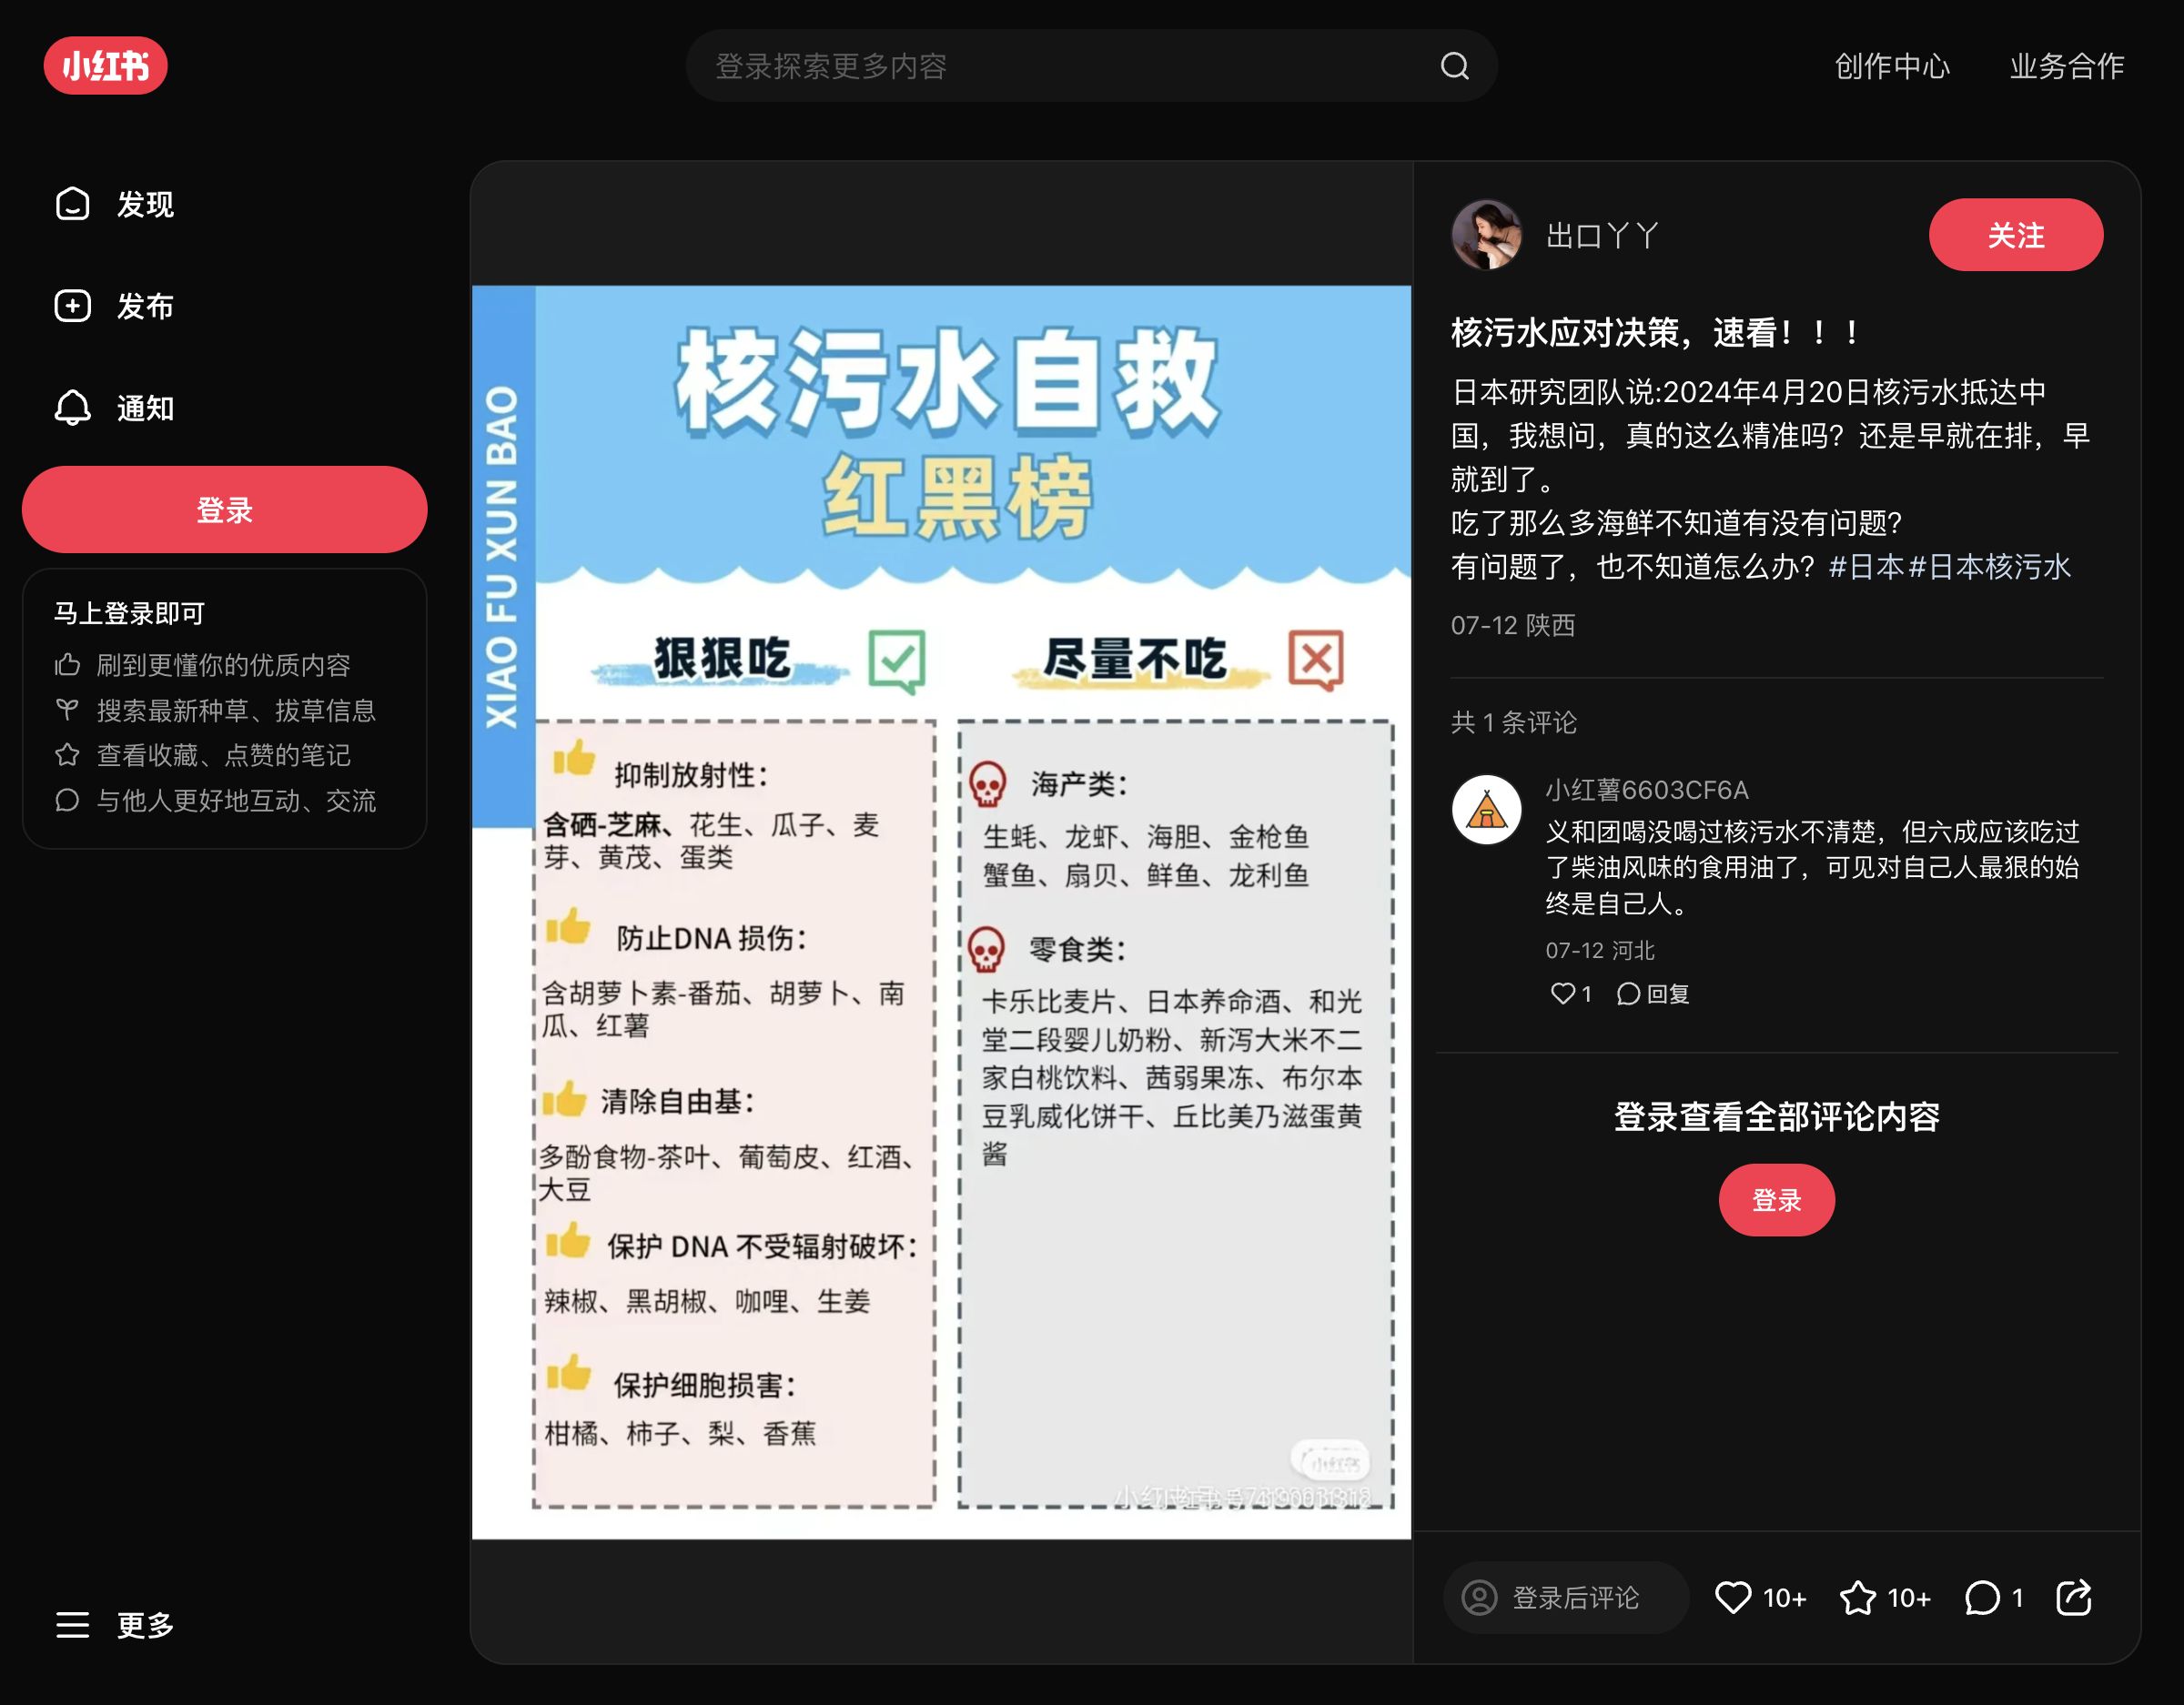 小红书
登录探索更多内容
创作中心
业务合作
发现
发布
通知
登录
马上登录即可
刷到更懂你的优质内容
搜索最新种草、拔草信息
查看收藏、点赞的笔记
与他人更好地互动、交流
更多
XIAO FU XUN BAO
核污水自救
红黑榜
狠狠吃
尽量不吃
抑制放射性：
含硒-芝麻、花生、瓜子、麦
芽、黄茂、蛋类
防止DNA 损伤：
含胡萝卜素-番茄、胡萝卜、南
瓜、红薯
清除自由基：
多酚食物-茶叶、葡萄皮、红酒、
大豆
保护 DNA 不受辐射破坏：
辣椒、黑胡椒、咖哩、生姜
保护细胞损害：
柑橘、柿子、梨、香蕉
海产类：
生蚝、龙虾、海胆、金枪鱼
蟹鱼、扇贝、鲜鱼、龙利鱼
零食类：
卡乐比麦片、日本养命酒、和光
堂二段婴儿奶粉、新泻大米不二
家白桃饮料、茜弱果冻、布尔本
豆乳威化饼干、丘比美乃滋蛋黄
酱
小红书
出口丫丫
关注
核污水应对决策，速看！！！
日本研究团队说:2024年4月20日核污水抵达中
国，我想问，真的这么精准吗？还是早就在排，早
就到了。
吃了那么多海鲜不知道有没有问题？
有问题了，也不知道怎么办？ #日本 #日本核污水
07-12 陕西
共 1 条评论
小红薯6603CF6A
义和团喝没喝过核污水不清楚，但六成应该吃过
了柴油风味的食用油了，可见对自己人最狠的始
终是自己人。
07-12 河北
1
回复
登录查看全部评论内容
登录
登录后评论
10+
10+
1